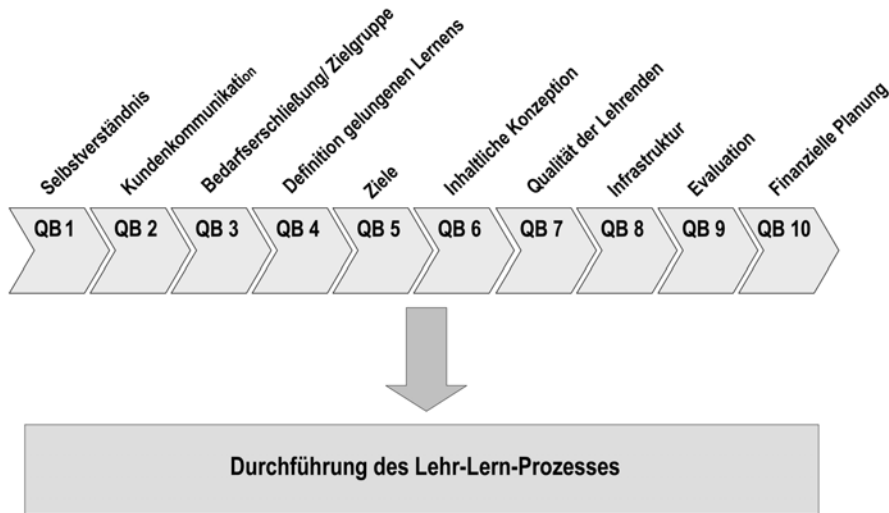 Selbstverständnis
Kundenkommunikation
Bedarfserschließung/ Zielgruppe
Definition gelungenen Lernens
Ziele
Inhaltliche Konzeption
Qualität der Lehrenden
Infrastruktur
Evaluation
Finanzielle Planung
QB 1
QB 2
QB 3
QB 4
QB 5
QB 6
QB 7
QB 8
QB 9
QB 10
Durchführung des Lehr-Lern-Prozesses